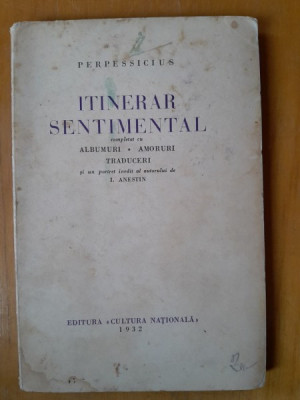 PERPESSICIUS
ITINERAR
SENTIMENTAL
completat cu
ALBUMURI • AMORURI
TRADUCERI
și un portret inedit al autorului de
I. ANESTIN
EDITURA «CULTURA NAȚIONALĂ»
1932